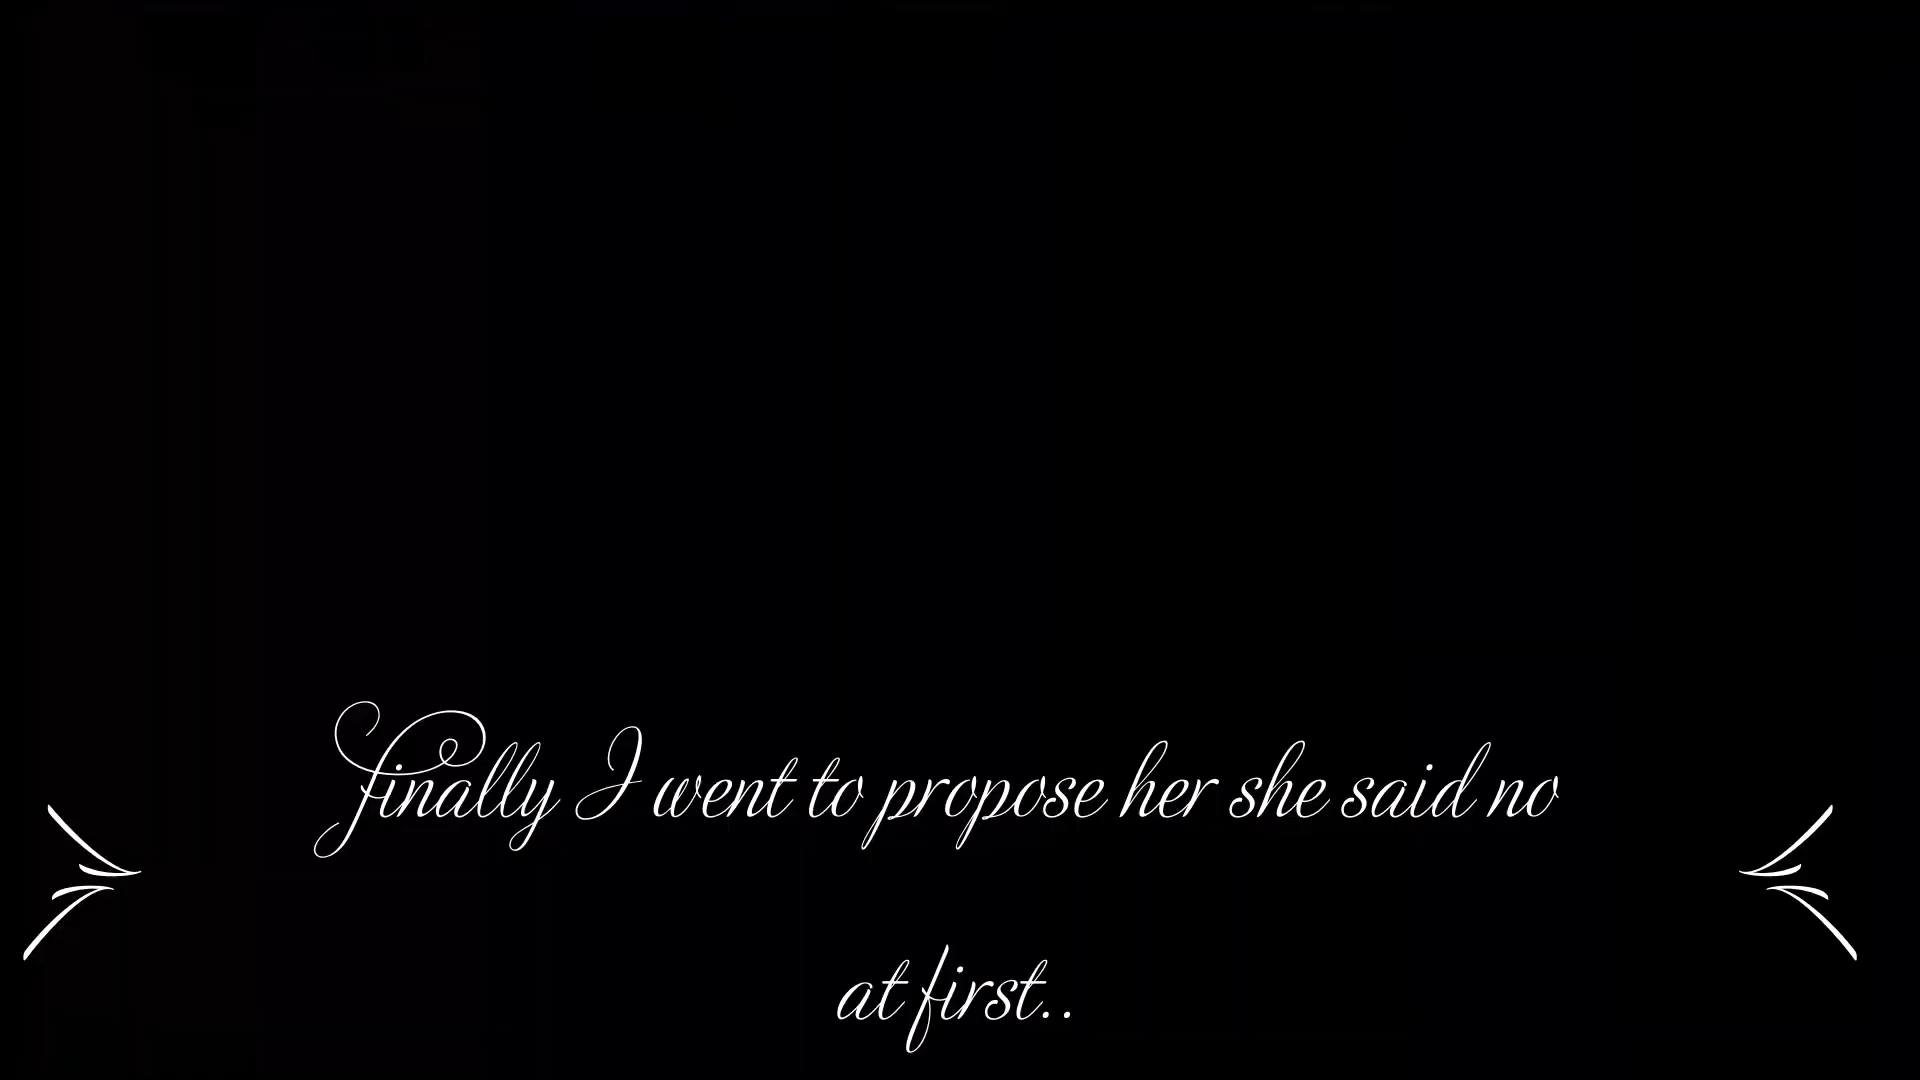 finally I went to propose her she said no
at first..